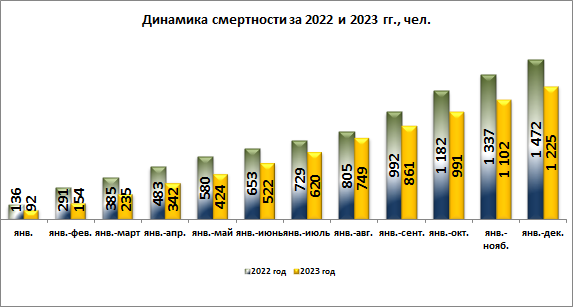 Динамика смертности за 2022 и 2023 гг., чел.
136 92 291 154 385 235 483 342 580 424 653 522 729 620 805 749 992 861 1 182 991 1 337 1 102 1 472 1 225
янв. янв.-фев. янв.-март янв.-апр. янв.-май янв.-июнь янв.-июль янв.-авг. янв.-сент. янв.-окт. янв.- янв.-дек.
нояб.
2022 год 2023 год